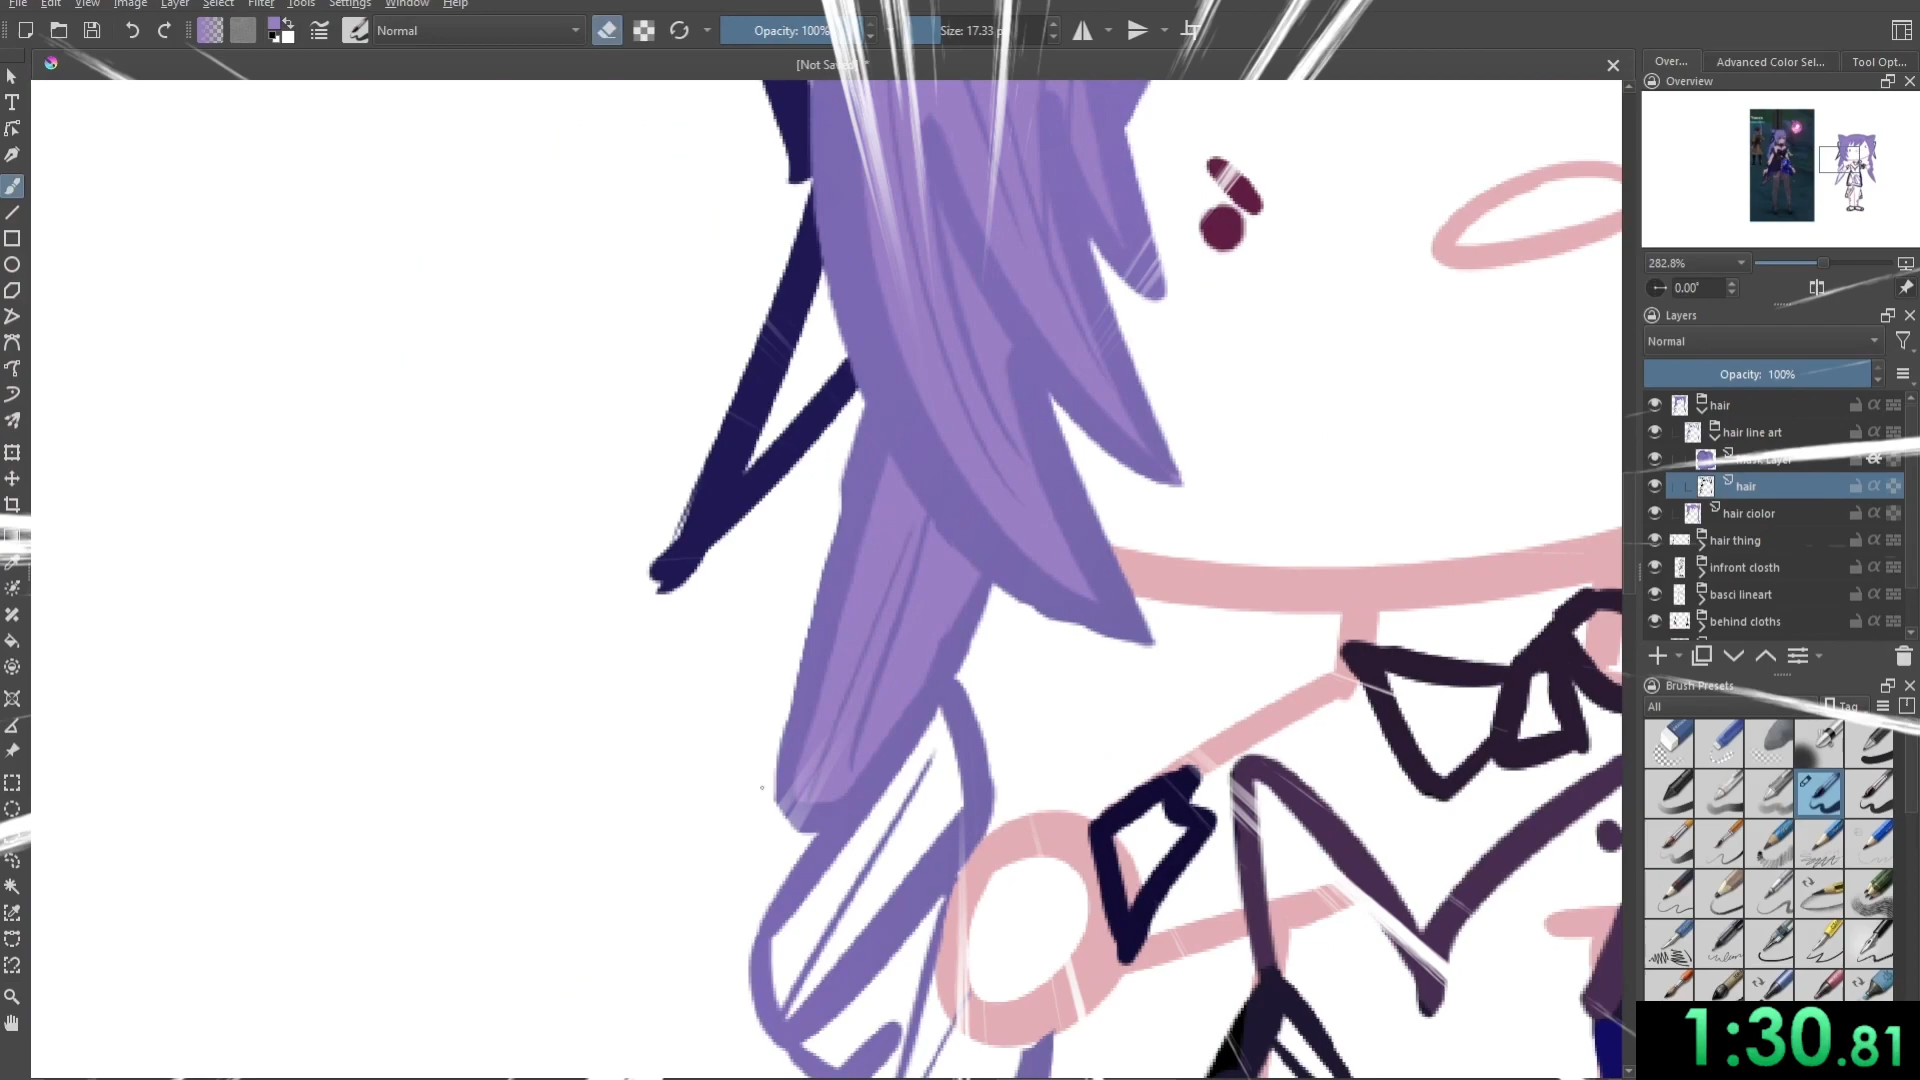 File Edit View Image Layer Select Filter Tools Settings Window Help
Normal
Opacity: 100%
Size: 17.33
[Not
Over...
Advanced Color Sel...
Tool Opt...
Overview
282.8%
0.00°
Layers
Normal
Opacity: 100%
hair
hair line art
hair
hair ciolor
hair thing
infront closth
basci lineart
behind cloths
Brush Presets
All
Tag
1:30.81